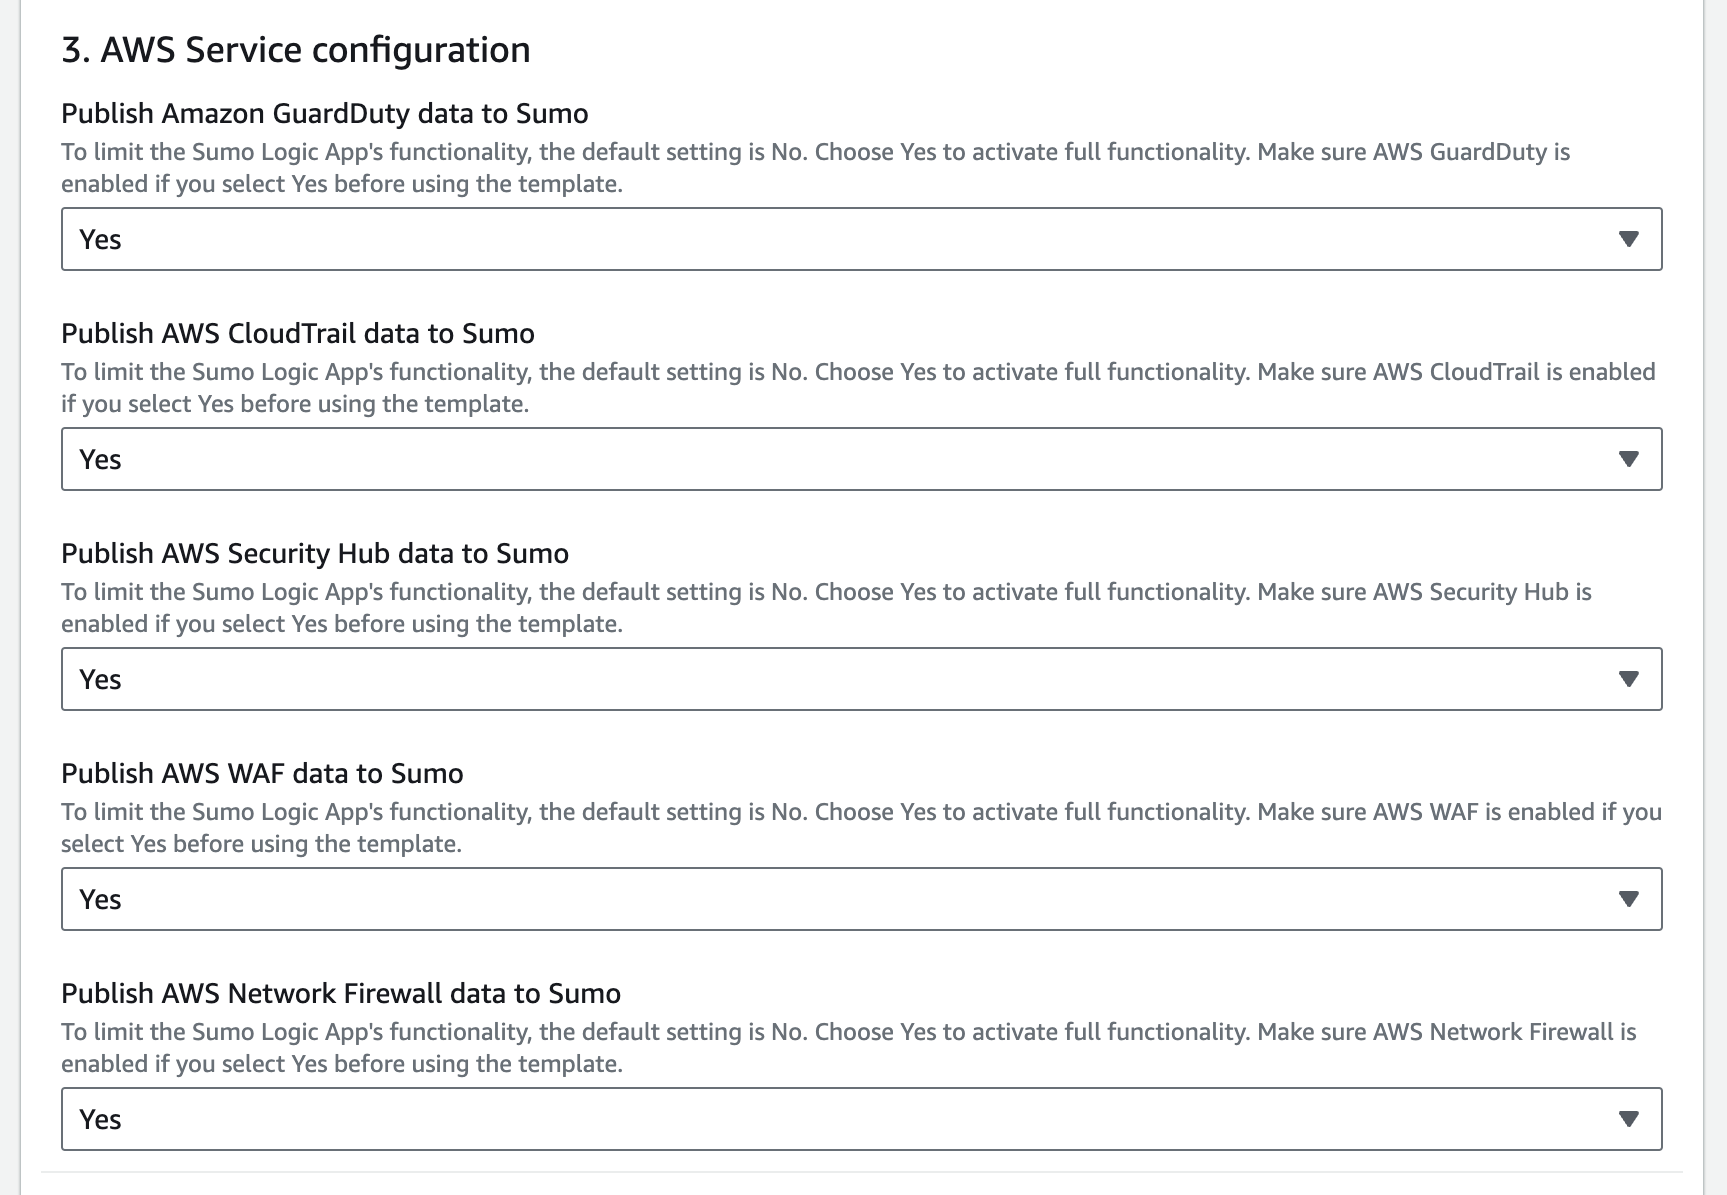 3. AWS Service configuration
Publish Amazon GuardDuty data to Sumo
To limit the Sumo Logic App's functionality, the default setting is No. Choose Yes to activate full functionality. Make sure AWS GuardDuty is
enabled if you select Yes before using the template.
Yes
Publish AWS CloudTrail data to Sumo
To limit the Sumo Logic App's functionality, the default setting is No. Choose Yes to activate full functionality. Make sure AWS CloudTrail is enabled
if you select Yes before using the template.
Yes
Publish AWS Security Hub data to Sumo
To limit the Sumo Logic App's functionality, the default setting is No. Choose Yes to activate full functionality. Make sure AWS Security Hub is
enabled if you select Yes before using the template.
Yes
Publish AWS WAF data to Sumo
To limit the Sumo Logic App's functionality, the default setting is No. Choose Yes to activate full functionality. Make sure AWS WAF is enabled if you
select Yes before using the template.
Yes
Publish AWS Network Firewall data to Sumo
To limit the Sumo Logic App's functionality, the default setting is No. Choose Yes to activate full functionality. Make sure AWS Network Firewall is
enabled if you select Yes before using the template.
Yes